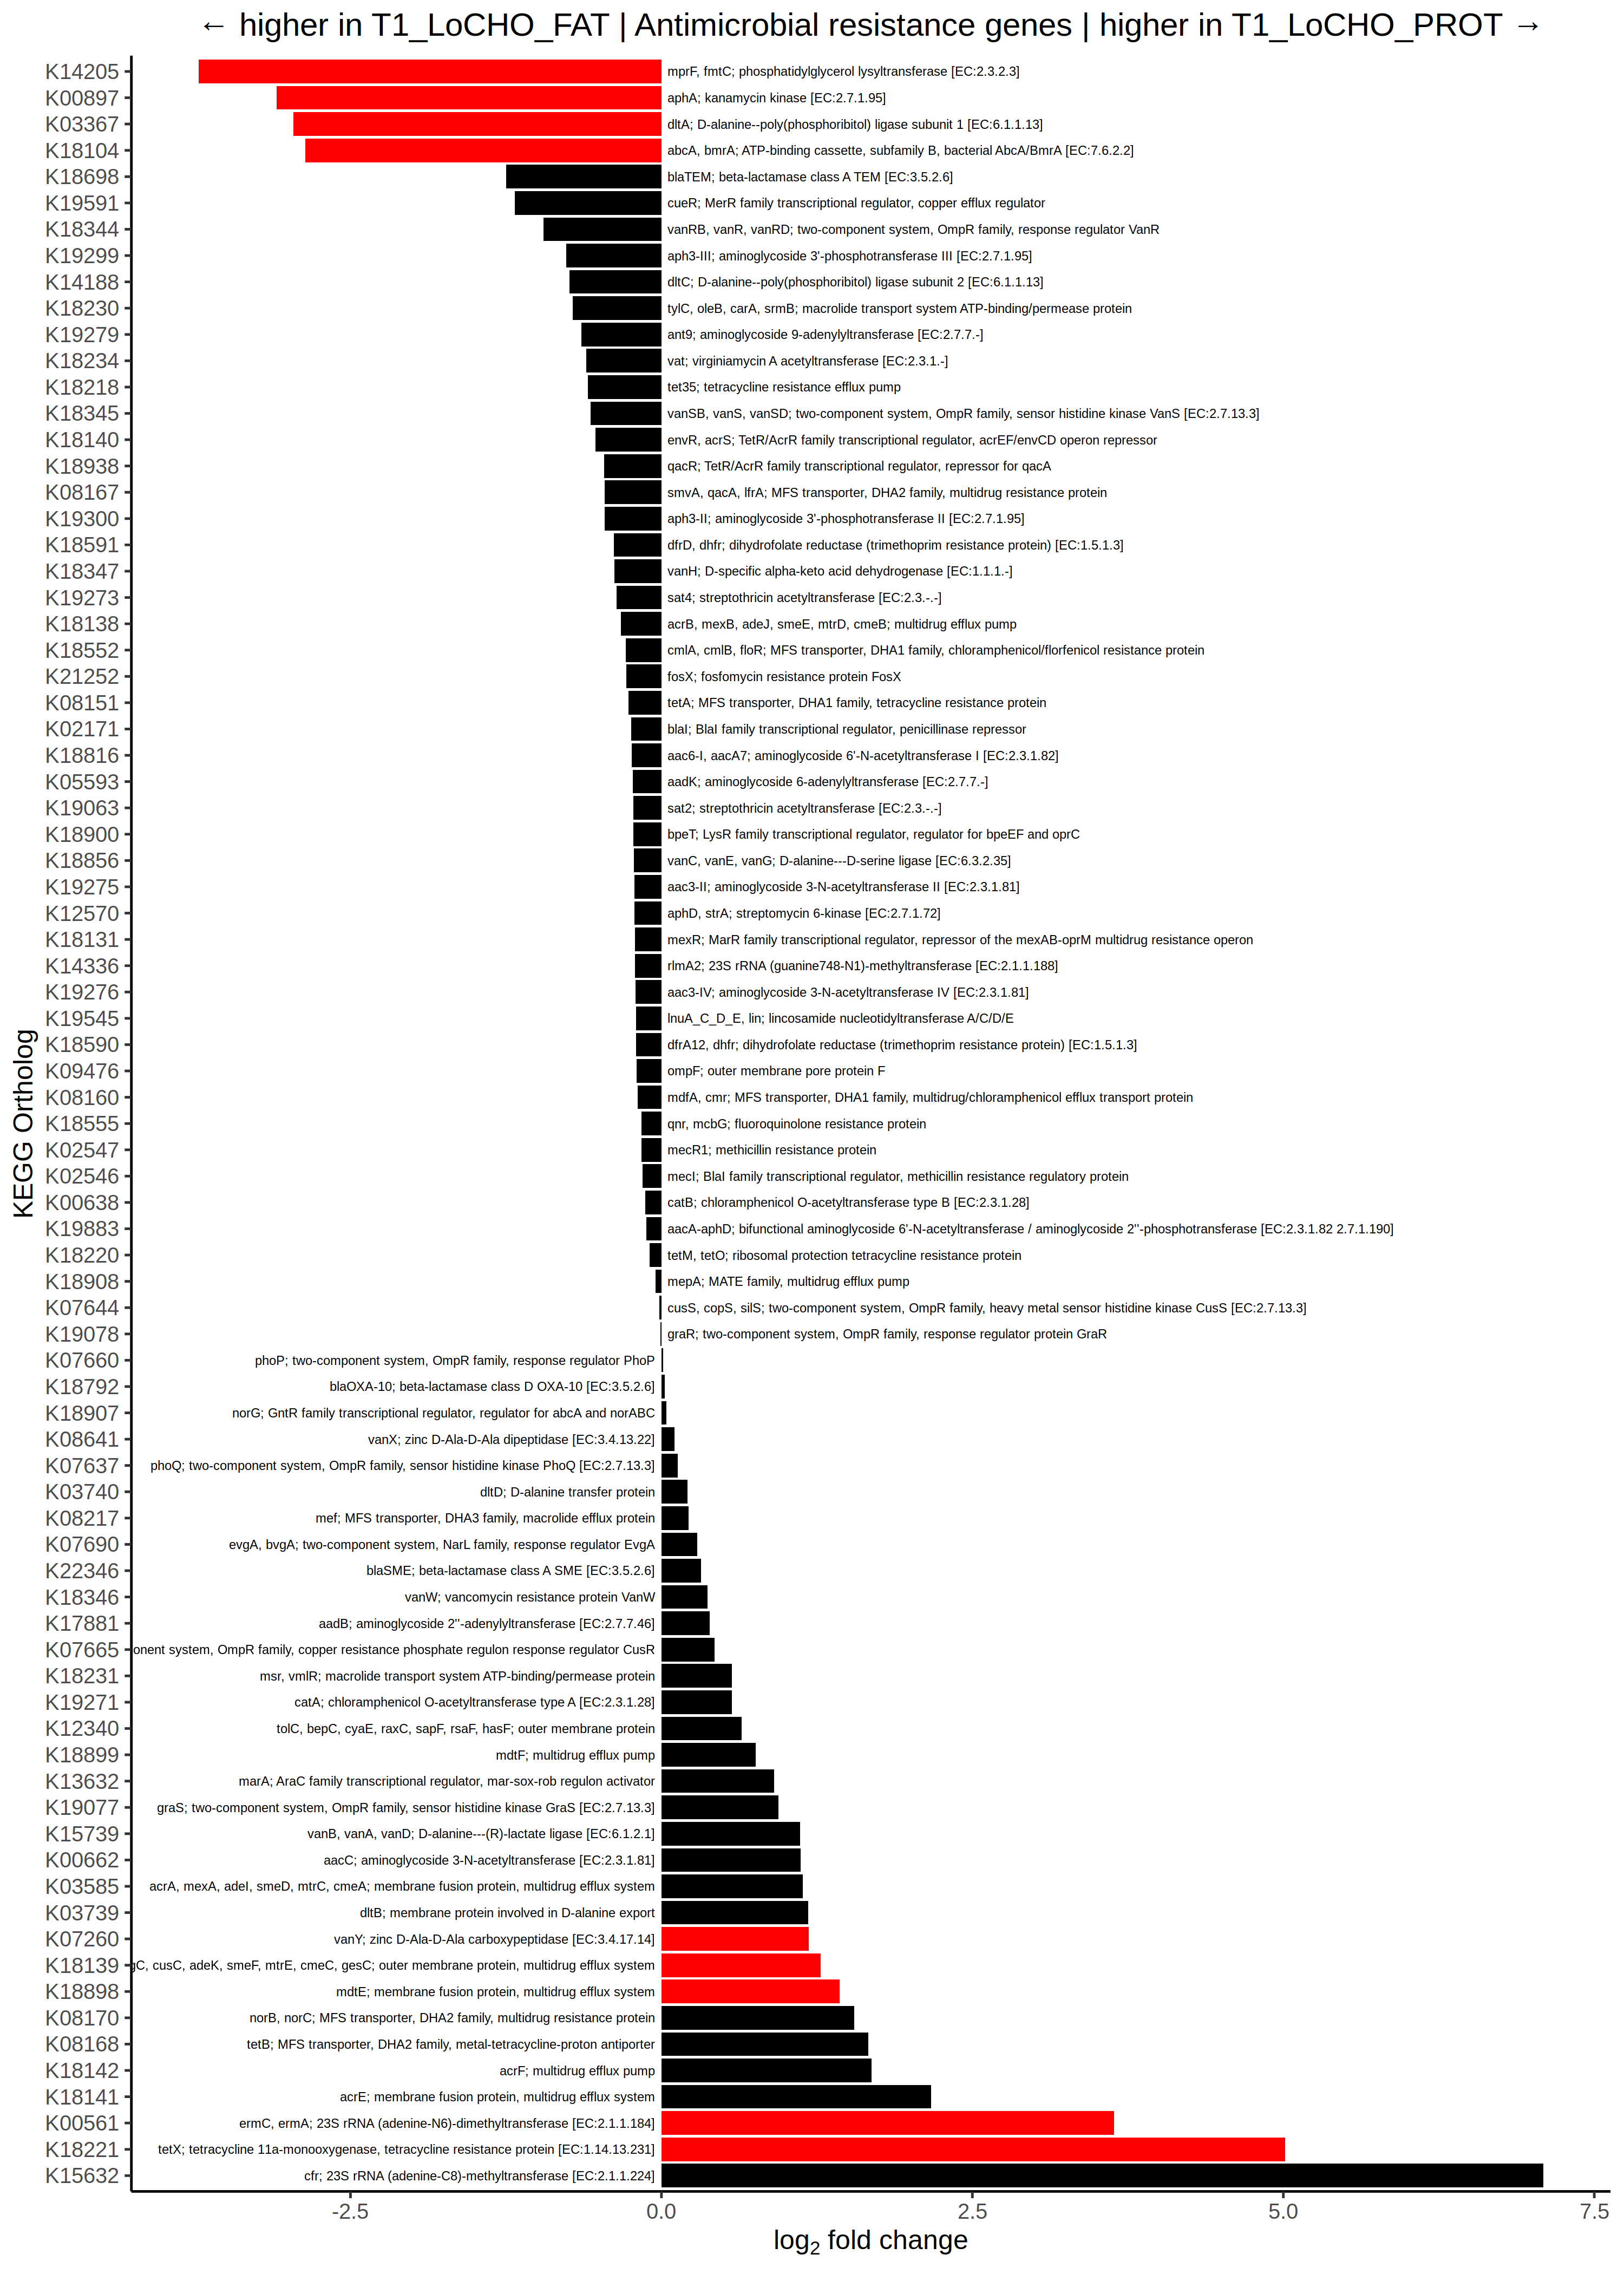 ← higher in T1_LoCHO_FAT | Antimicrobial resistance genes | higher in T1_LoCHO_PROT →
K14205 mprF, fmtC; phosphatidylglycerol lysyltransferase [EC:2.3.2.3]
K00897 aphA; kanamycin kinase [EC:2.7.1.95]
K03367 dltA; D-alanine--poly(phosphoribitol) ligase subunit 1 [EC:6.1.1.13]
K18104 abcA, bmrA; ATP-binding cassette, subfamily B, bacterial AbcA/BmrA [EC:7.6.2.2]
K18698 blaTEM; beta-lactamase class A TEM [EC:3.5.2.6]
K19591 cueR; MerR family transcriptional regulator, copper efflux regulator
K18344 vanRB, vanR, vanRD; two-component system, OmpR family, response regulator VanR
K19299 aph3-III; aminoglycoside 3'-phosphotransferase III [EC:2.7.1.95]
K14188 dltC; D-alanine--poly(phosphoribitol) ligase subunit 2 [EC:6.1.1.13]
K18230 tylC, oleB, carA, srmB; macrolide transport system ATP-binding/permease protein
K19279 ant9; aminoglycoside 9-adenylyltransferase [EC:2.7.7.-]
K18234 vat; virginiamycin A acetyltransferase [EC:2.3.1.-]
K18218 tet35; tetracycline resistance efflux pump
K18345 vanSB, vanS, vanSD; two-component system, OmpR family, sensor histidine kinase VanS [EC:2.7.13.3]
K18140 envR, acrS; TetR/AcrR family transcriptional regulator, acrEF/envCD operon repressor
K18938 qacR; TetR/AcrR family transcriptional regulator, repressor for qacA
K08167 smvA, qacA, lfrA; MFS transporter, DHA2 family, multidrug resistance protein
K19300 aph3-II; aminoglycoside 3'-phosphotransferase II [EC:2.7.1.95]
K18591 dfrD, dhfr; dihydrofolate reductase (trimethoprim resistance protein) [EC:1.5.1.3]
K18347 vanH; D-specific alpha-keto acid dehydrogenase [EC:1.1.1.-]
K19273 sat4; streptothricin acetyltransferase [EC:2.3.-.-]
K18138 acrB, mexB, adeJ, smeE, mtrD, cmeB; multidrug efflux pump
K18552 cmlA, cmlB, floR; MFS transporter, DHA1 family, chloramphenicol/florfenicol resistance protein
K21252 fosX; fosfomycin resistance protein FosX
K08151 tetA; MFS transporter, DHA1 family, tetracycline resistance protein
K02171 blaI; BlaI family transcriptional regulator, penicillinase repressor
K18816 aac6-I, aacA7; aminoglycoside 6'-N-acetyltransferase I [EC:2.3.1.82]
K05593 aadK; aminoglycoside 6-adenylyltransferase [EC:2.7.7.-]
K19063 sat2; streptothricin acetyltransferase [EC:2.3.-.-]
K18900 bpeT; LysR family transcriptional regulator, regulator for bpeEF and oprC
K18856 vanC, vanE, vanG; D-alanine---D-serine ligase [EC:6.3.2.35]
K19275 aac3-II; aminoglycoside 3-N-acetyltransferase II [EC:2.3.1.81]
K12570 aphD, strA; streptomycin 6-kinase [EC:2.7.1.72]
K18131 mexR; MarR family transcriptional regulator, repressor of the mexAB-oprM multidrug resistance operon
K14336 rlmA2; 23S rRNA (guanine748-N1)-methyltransferase [EC:2.1.1.188]
K19276 aac3-IV; aminoglycoside 3-N-acetyltransferase IV [EC:2.3.1.81]
K19545 lnuA_C_D_E, lin; lincosamide nucleotidyltransferase A/C/D/E
K18590 dfrA12, dhfr; dihydrofolate reductase (trimethoprim resistance protein) [EC:1.5.1.3]
K09476 ompF; outer membrane pore protein F
K08160 mdfA, cmr; MFS transporter, DHA1 family, multidrug/chloramphenicol efflux transport protein
K18555 qnr, mcbG; fluoroquinolone resistance protein
K02547 mecR1; methicillin resistance protein
K02546 mecI; BlaI family transcriptional regulator, methicillin resistance regulatory protein
K00638 catB; chloramphenicol O-acetyltransferase type B [EC:2.3.1.28]
K19883 aacA-aphD; bifunctional aminoglycoside 6'-N-acetyltransferase / aminoglycoside 2''-phosphotransferase [EC:2.3.1.82 2.7.1.190]
K18220 tetM, tetO; ribosomal protection tetracycline resistance protein
K18908 mepA; MATE family, multidrug efflux pump
K07644 cusS, copS, silS; two-component system, OmpR family, heavy metal sensor histidine kinase CusS [EC:2.7.13.3]
K19078 graR; two-component system, OmpR family, response regulator protein GraR
K07660 phoP; two-component system, OmpR family, response regulator PhoP
K18792 blaOXA-10; beta-lactamase class D OXA-10 [EC:3.5.2.6]
K18907 norG; GntR family transcriptional regulator, regulator for abcA and norABC
K08641 vanX; zinc D-Ala-D-Ala dipeptidase [EC:3.4.13.22]
K07637 phoQ; two-component system, OmpR family, sensor histidine kinase PhoQ [EC:2.7.13.3]
K03740 dltD; D-alanine transfer protein
K08217 mef; MFS transporter, DHA3 family, macrolide efflux protein
K07690 evgA, bvgA; two-component system, NarL family, response regulator EvgA
K22346 blaSME; beta-lactamase class A SME [EC:3.5.2.6]
K18346 vanW; vancomycin resistance protein VanW
K17881 aadB; aminoglycoside 2''-adenylyltransferase [EC:2.7.7.46]
K07665 onent system, OmpR family, copper resistance phosphate regulon response regulator CusR
K18231 msr, vmlR; macrolide transport system ATP-binding/permease protein
K19271 catA; chloramphenicol O-acetyltransferase type A [EC:2.3.1.28]
K12340 tolC, bepC, cyaE, raxC, sapF, rsaF, hasF; outer membrane protein
K18899 mdtF; multidrug efflux pump
K13632 marA; AraC family transcriptional regulator, mar-sox-rob regulon activator
K19077 graS; two-component system, OmpR family, sensor histidine kinase GraS [EC:2.7.13.3]
K15739 vanB, vanA, vanD; D-alanine---(R)-lactate ligase [EC:6.1.2.1]
K00662 aacC; aminoglycoside 3-N-acetyltransferase [EC:2.3.1.81]
K03585 acrA, mexA, adeI, smeD, mtrC, cmeA; membrane fusion protein, multidrug efflux system
K03739 dltB; membrane protein involved in D-alanine export
K07260 vanY; zinc D-Ala-D-Ala carboxypeptidase [EC:3.4.17.14]
K18139 gC, cusC, adeK, smeF, mtrE, cmeC, gesC; outer membrane protein, multidrug efflux system
K18898 mdtE; membrane fusion protein, multidrug efflux system
K08170 norB, norC; MFS transporter, DHA2 family, multidrug resistance protein
K08168 tetB; MFS transporter, DHA2 family, metal-tetracycline-proton antiporter
K18142 acrF; multidrug efflux pump
K18141 acrE; membrane fusion protein, multidrug efflux system
K00561 ermC, ermA; 23S rRNA (adenine-N6)-dimethyltransferase [EC:2.1.1.184]
K18221 tetX; tetracycline 11a-monooxygenase, tetracycline resistance protein [EC:1.14.13.231]
K15632 cfr; 23S rRNA (adenine-C8)-methyltransferase [EC:2.1.1.224]
KEGG Ortholog
-2.5 0.0 2.5 5.0 7.5
log2 fold change